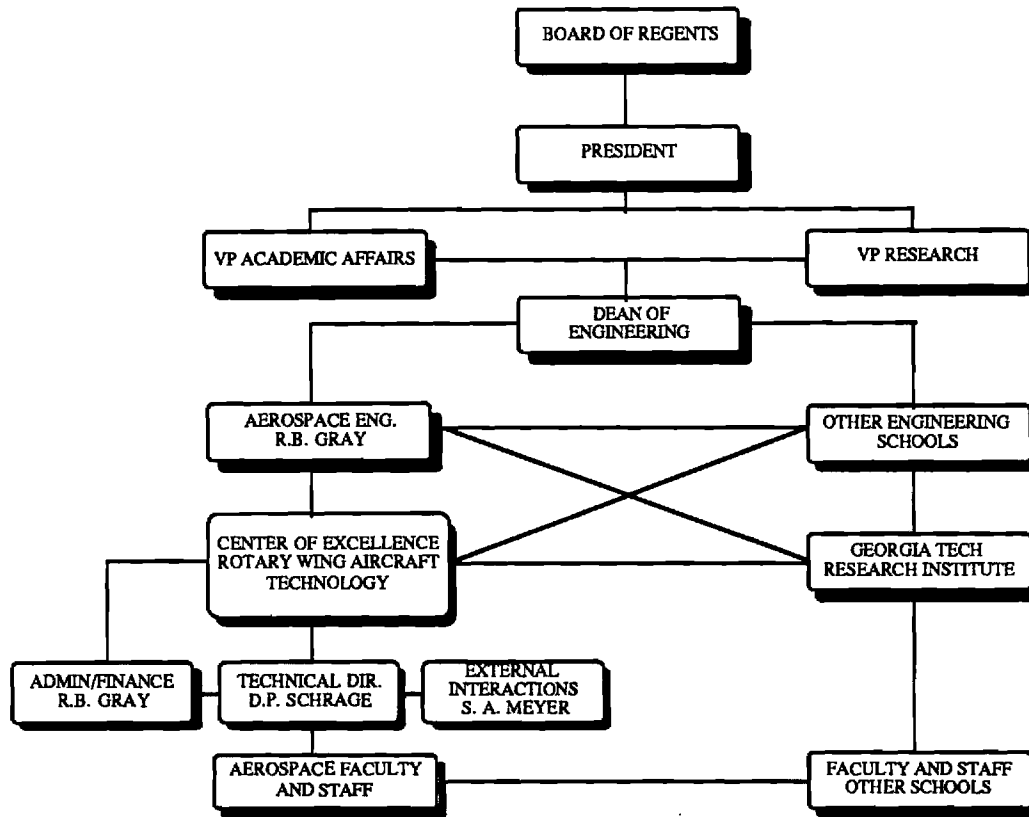 BOARD OF REGENTS
PRESIDENT
VP ACADEMIC AFFAIRS
VP RESEARCH
DEAN OF
ENGINEERING
AEROSPACE ENG.
R.B. GRAY
OTHER ENGINEERING
SCHOOLS
CENTER OF EXCELLENCE
ROTARY WING AIRCRAFT
TECHNOLOGY
GEORGIA TECH
RESEARCH INSTITUTE
ADMIN/FINANCE
R.B. GRAY
TECHNICAL DIR.
D.P. SCHRAGE
EXTERNAL
INTERACTIONS
S. A. MEYER
AEROSPACE FACULTY
AND STAFF
FACULTY AND STAFF
OTHER SCHOOLS